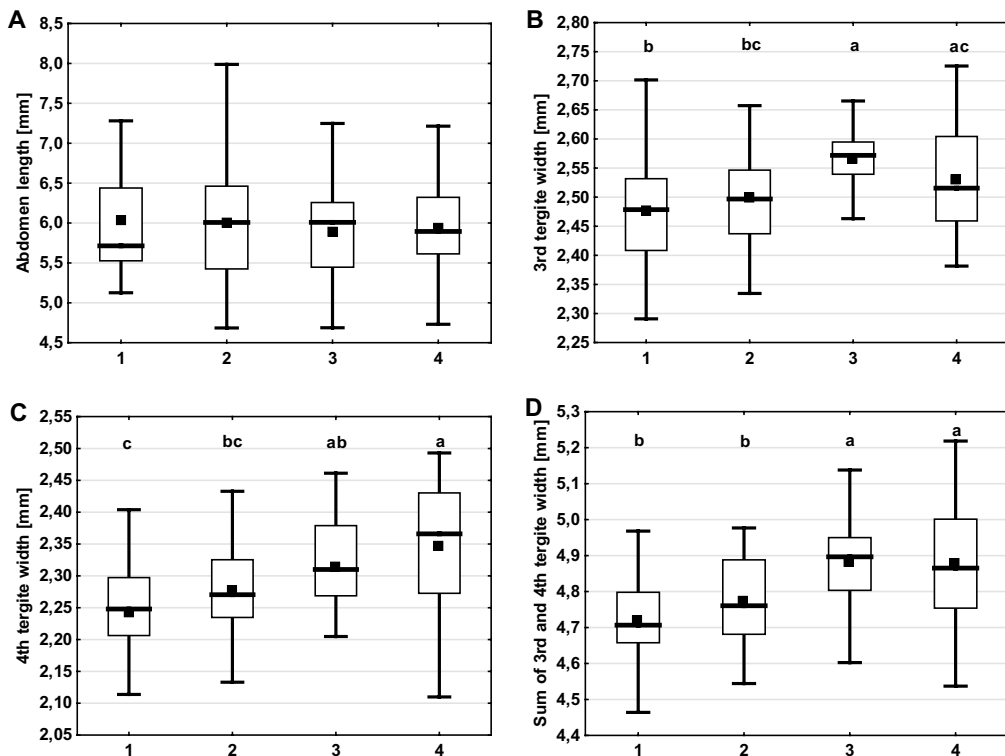 A
Abdomen length [mm]
8,5
8,0
7,5
7,0
6,5
6,0
5,5
5,0
4,5
1 2 3 4
B
3rd tergite width [mm]
2,80
2,75
2,70
2,65
2,60
2,55
2,50
2,45
2,40
2,35
2,30
2,25
b bc a ac
1 2 3 4
C
4th tergite width [mm]
2,55
2,50
2,45
2,40
2,35
2,30
2,25
2,20
2,15
2,10
2,05
c bc ab a
1 2 3 4
D
Sum of 3rd and 4th tergite width [mm]
5,3
5,2
5,1
5,0
4,9
4,8
4,7
4,6
4,5
4,4
b b a a
1 2 3 4